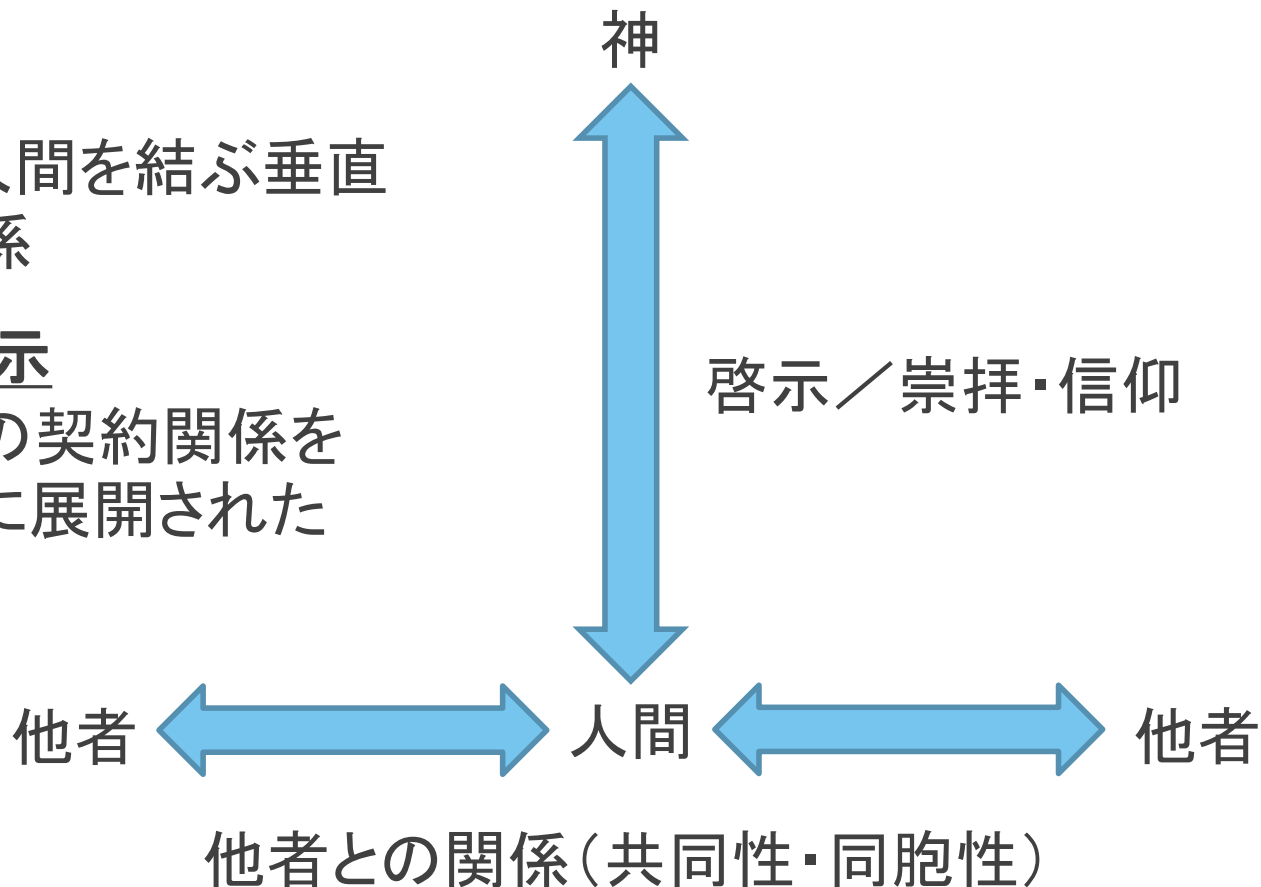 神
人間を結ぶ垂直
係
示
の契約関係を
に展開された
啓示／崇拝・信仰
他者
人間
他者
他者との関係（共同性・同胞性）